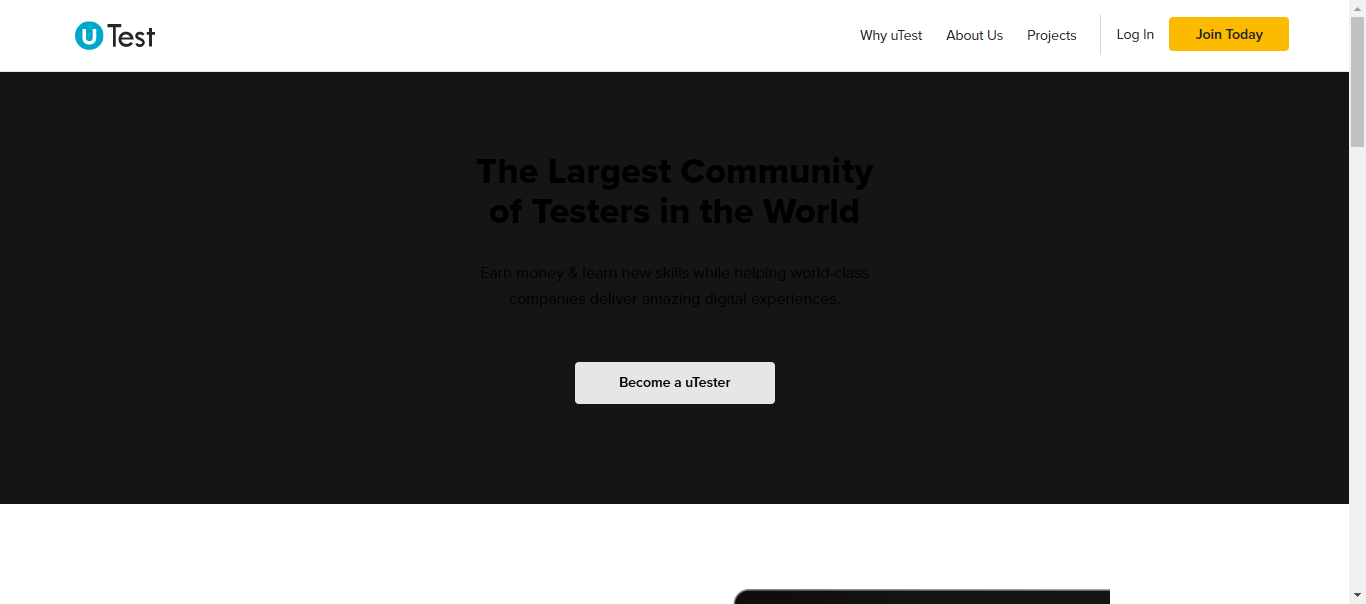 uTest
Why uTest
About Us
Projects
Log In
Join Today
The Largest Community
of Testers in the World
Earn money & learn new skills while helping world-class
companies deliver amazing digital experiences.
Become a uTester